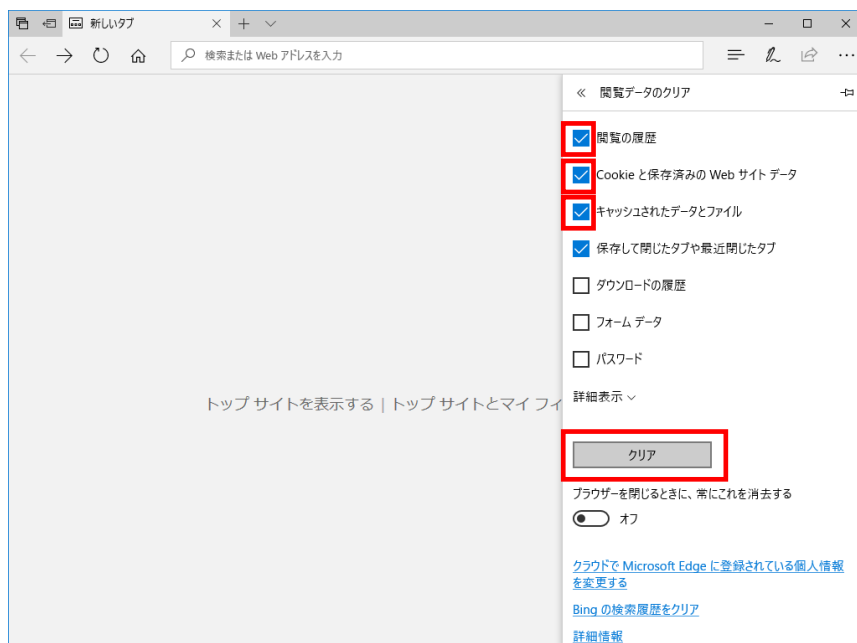 新しいタブ
検索または Web アドレスを入力
閲覧データのクリア
閲覧の履歴
Cookie と保存済みの Web サイト データ
キャッシュされたデータとファイル
保存して閉じたタブや最近閉じたタブ
ダウンロードの履歴
フォーム データ
パスワード
トップ サイトを表示する | トップ サイトとマイ フィ
詳細表示
クリア
ブラウザーを閉じるときに、常にこれを消去する
オフ
クラウドで Microsoft Edge に登録されている個人情報
を変更する
Bing の検索履歴をクリア
詳細情報